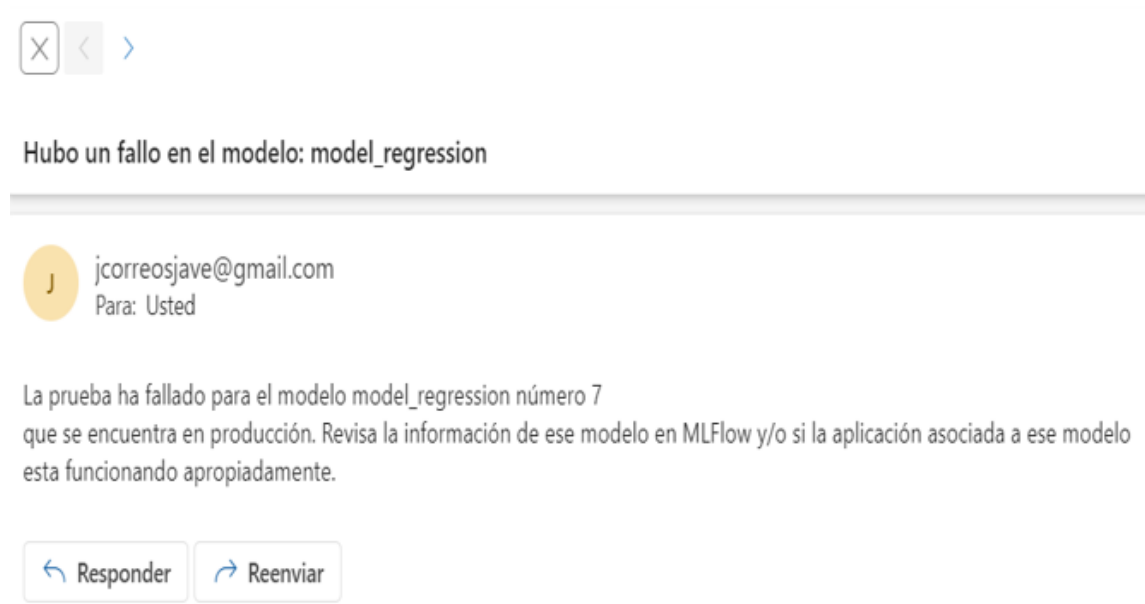 Hubo un fallo en el modelo: model_regression
J
jcorreosjave@gmail.com
Para: Usted
La prueba ha fallado para el modelo model_regression número 7
que se encuentra en producción. Revisa la información de ese modelo en MLFlow y/o si la aplicación asociada a ese modelo
esta funcionando apropiadamente.
Responder
Reenviar